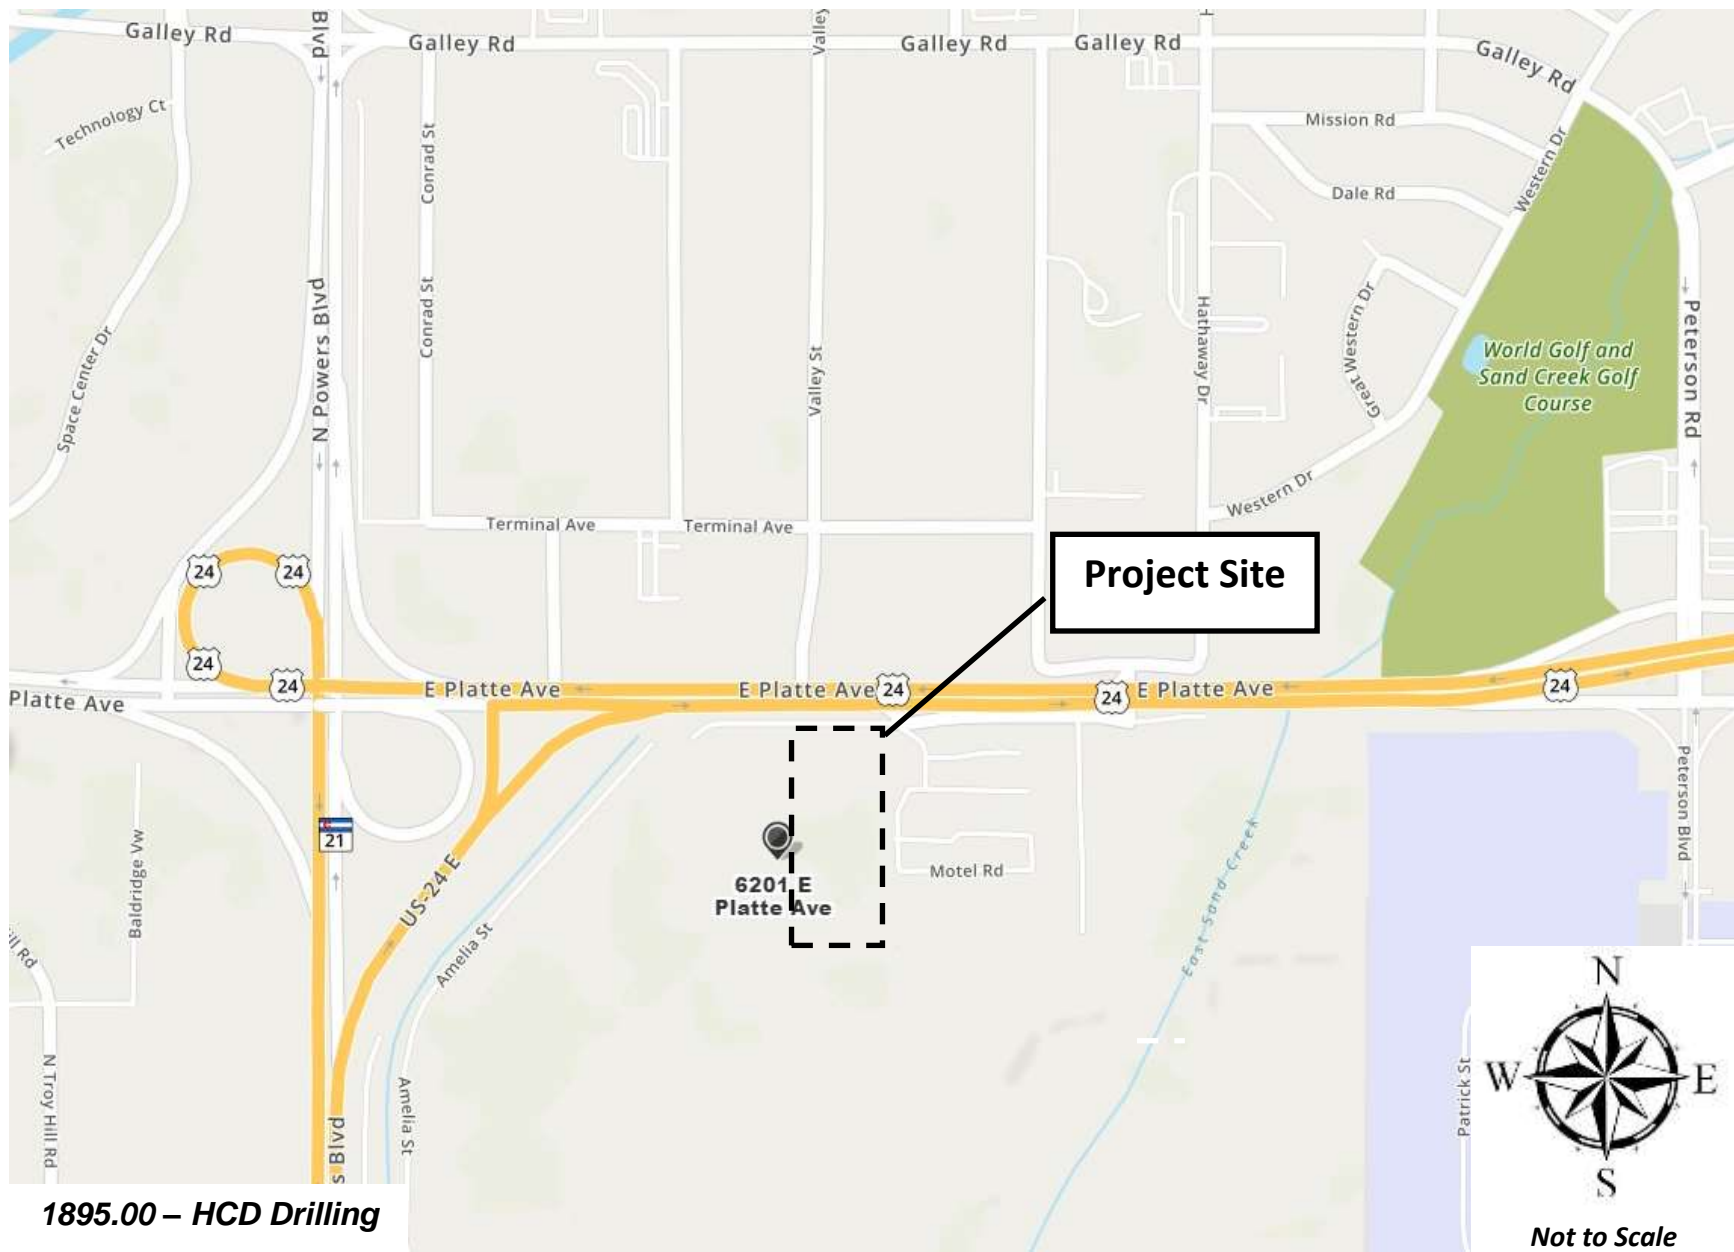 Galley Rd
Blvd
Galley Rd
Valley
Galley Rd
Galley Rd
Galley Rd
Technology Ct
Conrad St
Mission Rd
Western Dr
Dale Rd
Space Center Dr
N Powers Blvd
Conrad St
Valley St
Hathaway Dr
Great Western Dr
World Golf and
Sand Creek Golf
Course
Peterson Rd
Western Dr
Terminal Ave
Terminal Ave
Project Site
24
24
24
24
Platte Ave
E Platte Ave
E Platte Ave
24
24
E Platte Ave
24
21
US-24 E
Baldridge Vw
Amelia St
6201 E
Platte Ave
Motel Rd
East Sand Creek
Peterson Blvd
ill Rd
N Troy Hill Rd
Amelia St
s Blvd
Patrick St
N
W
E
S
1895.00 – HCD Drilling
Not to Scale